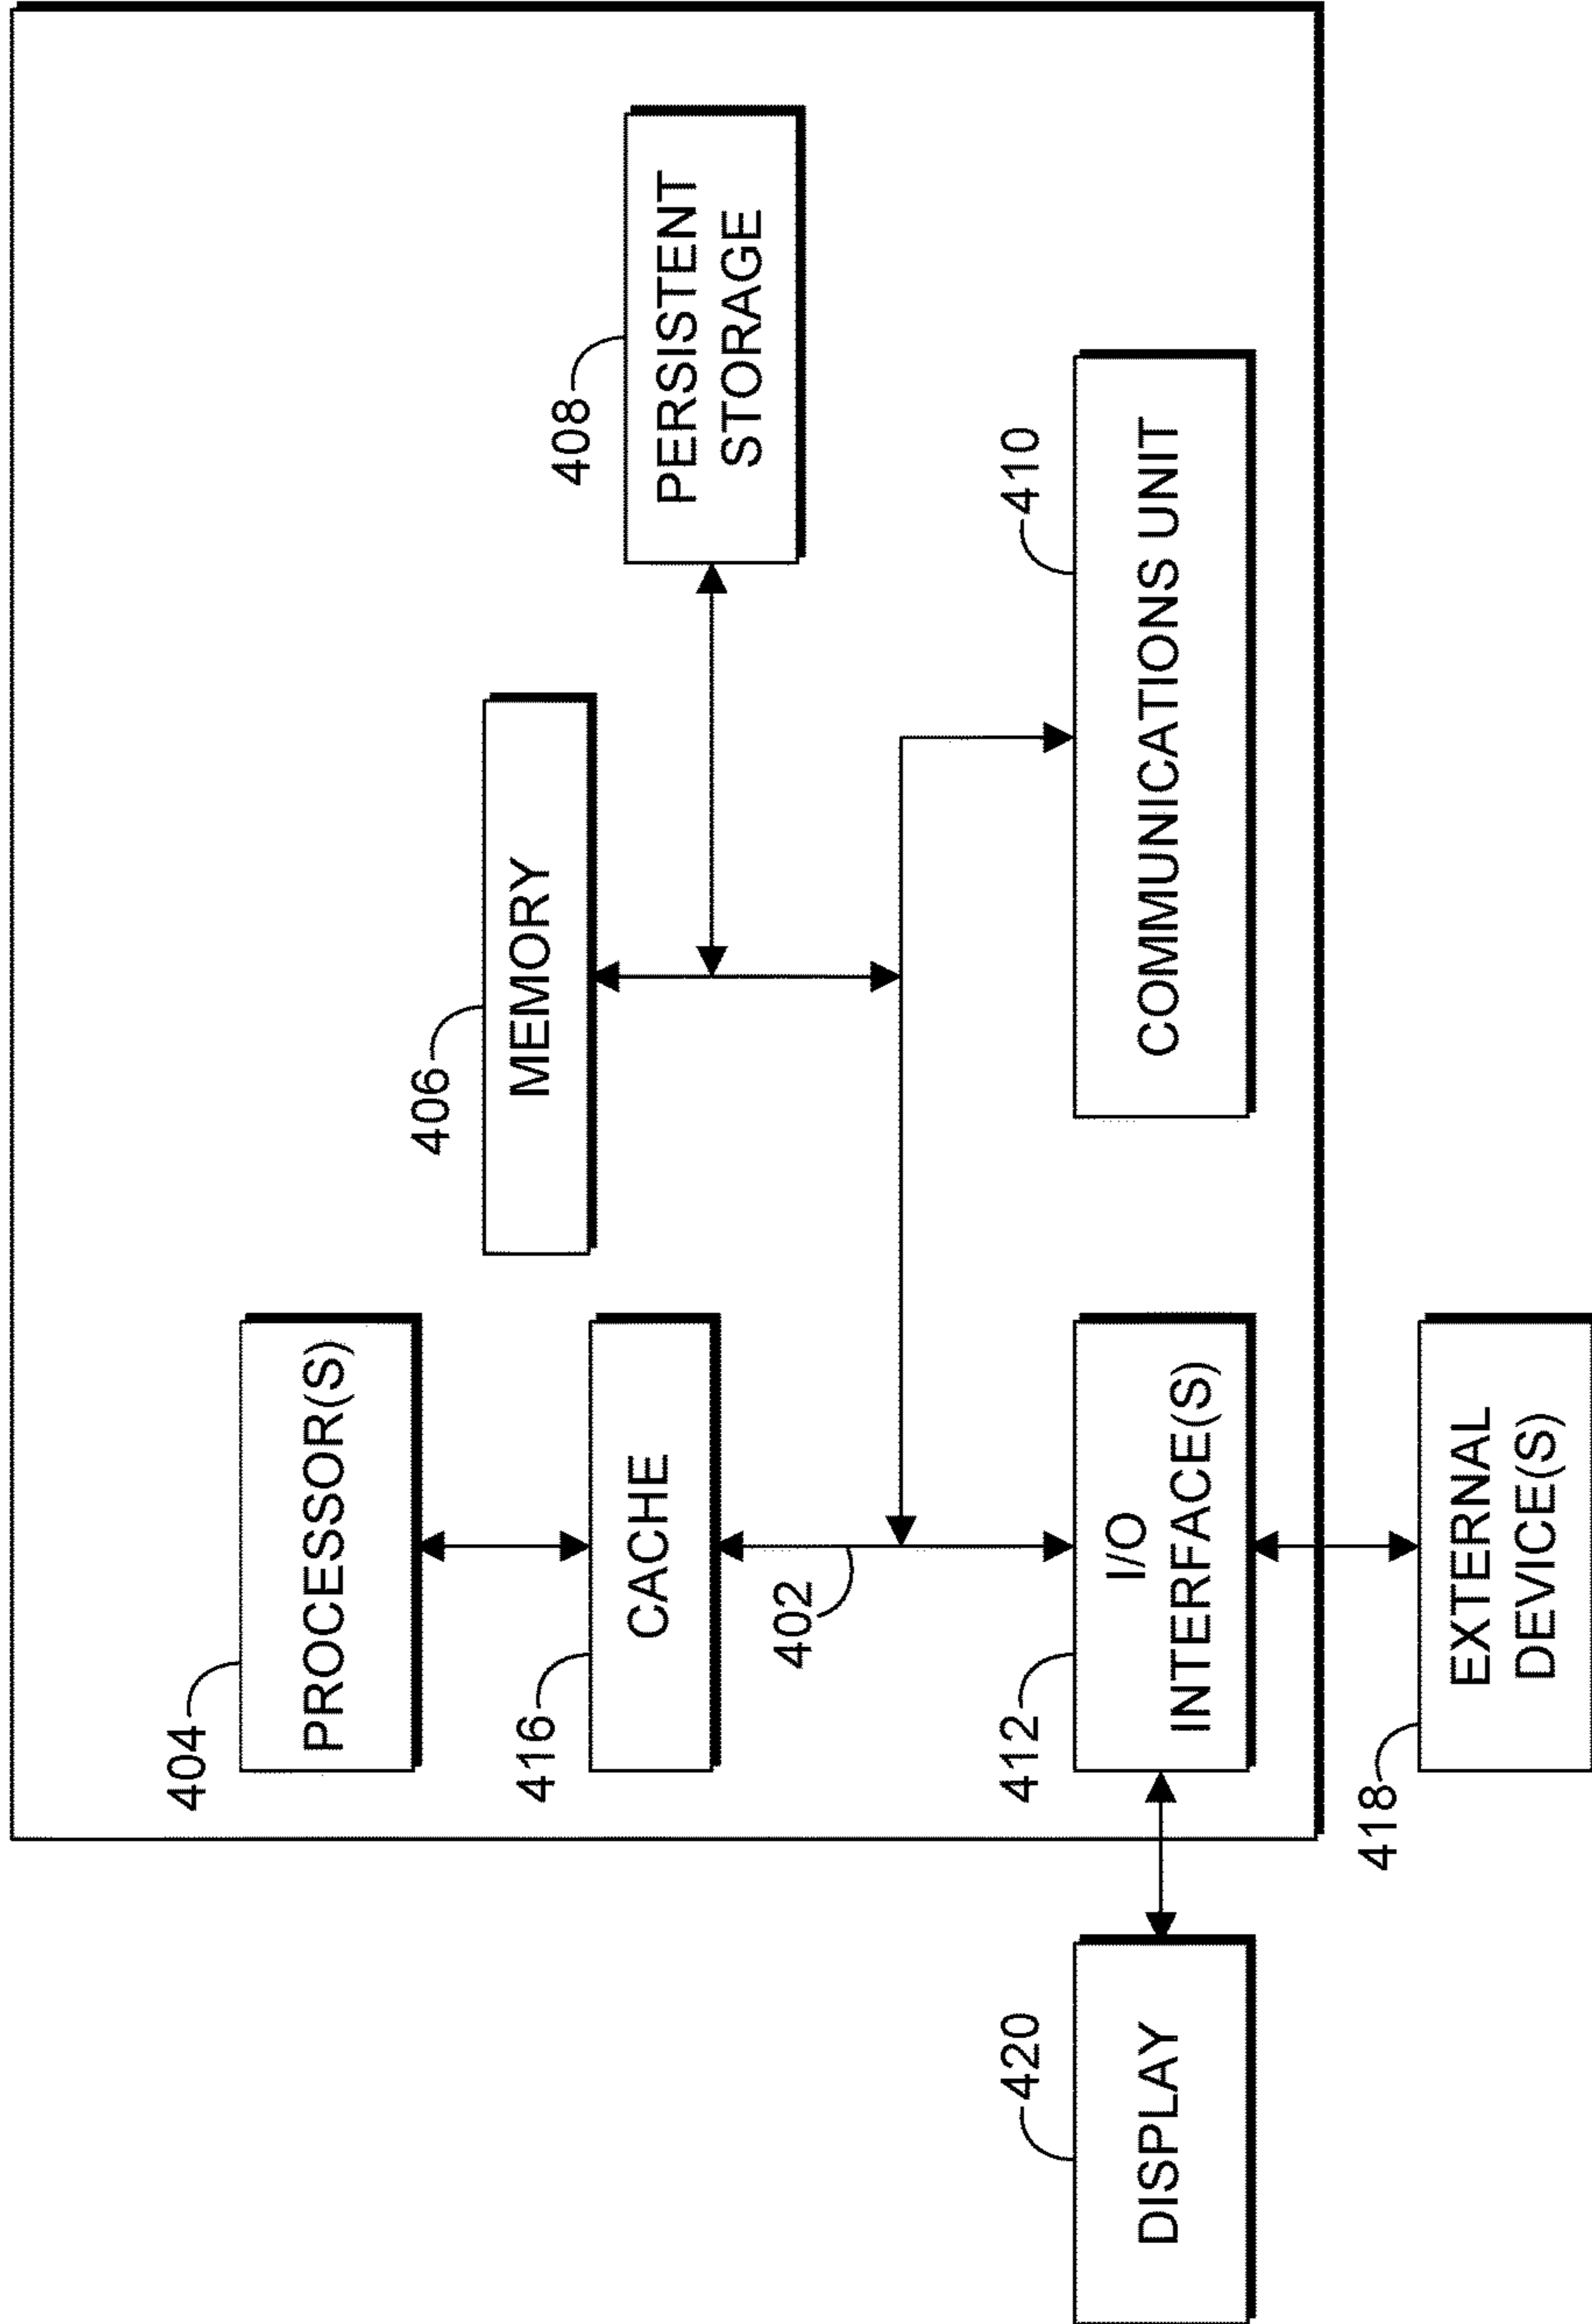 404
PROCESSOR(S)
406
MEMORY
408
PERSISTENT
STORAGE
416
CACHE
402
412
I/O
INTERFACE(S)
410
COMMUNICATIONS UNIT
420
DISPLAY
418
EXTERNAL
DEVICE(S)